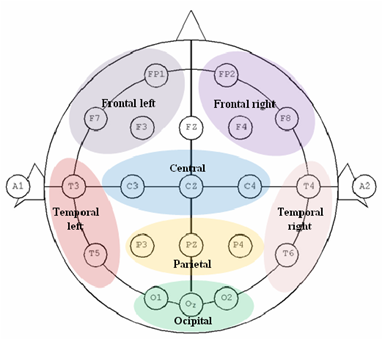 FP1 FP2
Frontal left Frontal right
F7 F3 FZ F4 F8
Central
A1 T3 C3 CZ C4 T4 A2
Temporal left
Temporal right
P3 PZ P4
Parietal
T5 T6
O1 Oz O2
Ocipital